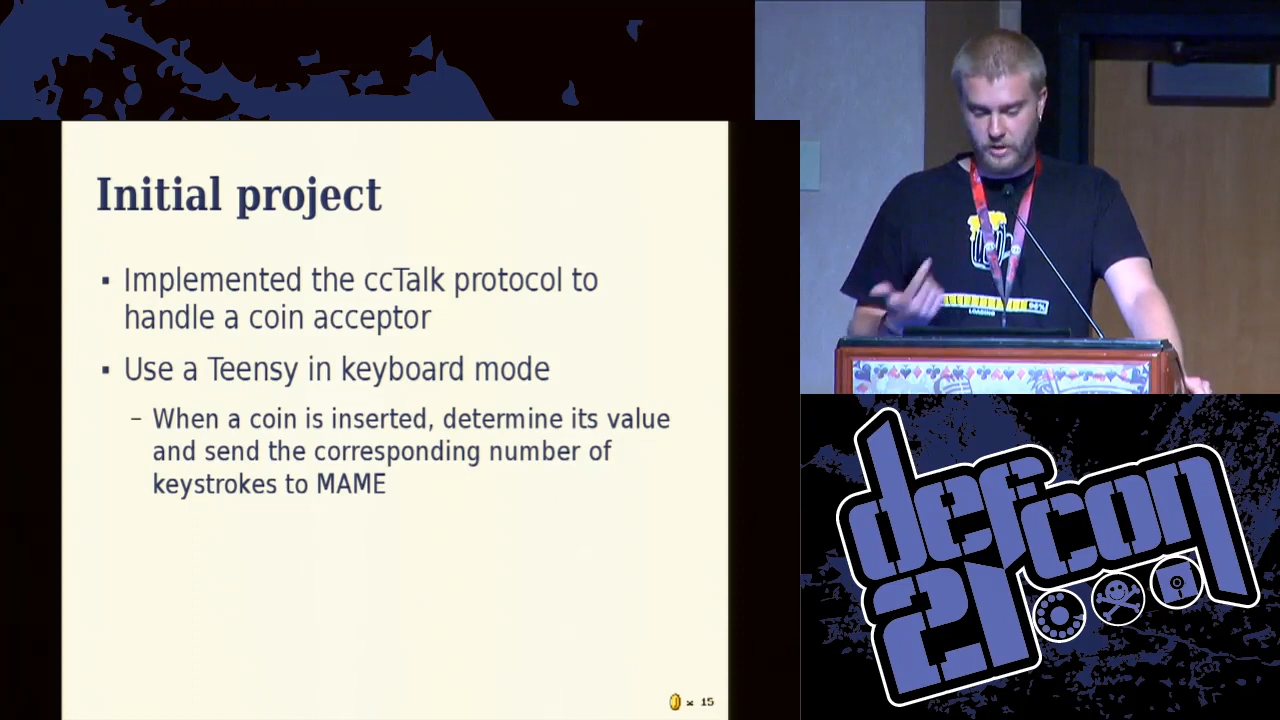 Initial project
▪ Implemented the ccTalk protocol to
handle a coin acceptor
▪ Use a Teensy in keyboard mode
– When a coin is inserted, determine its value
and send the corresponding number of
keystrokes to MAME
× 15
LOADING
defcon
21